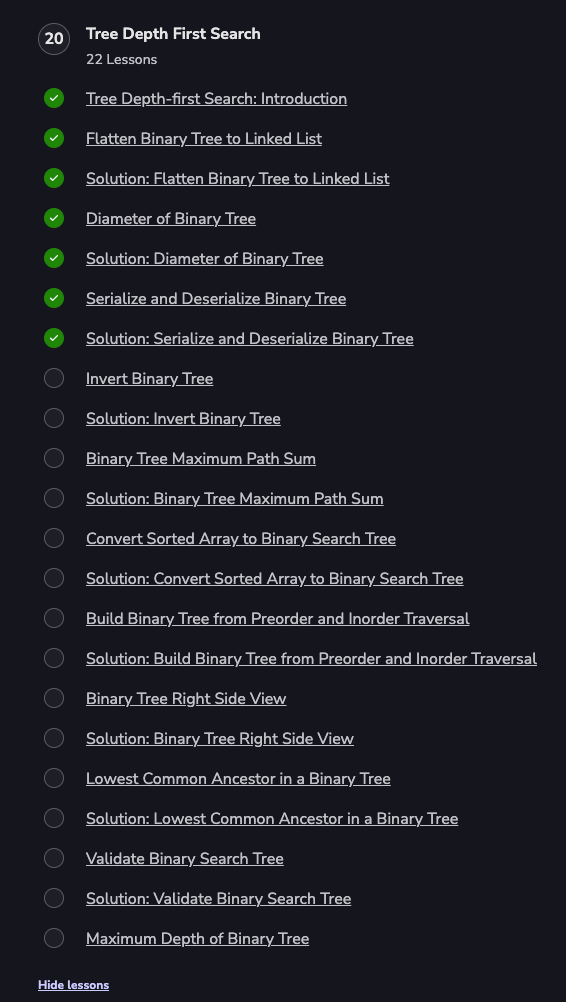 20
Tree Depth First Search
22 Lessons
Tree Depth-first Search: Introduction
Flatten Binary Tree to Linked List
Solution: Flatten Binary Tree to Linked List
Diameter of Binary Tree
Solution: Diameter of Binary Tree
Serialize and Deserialize Binary Tree
Solution: Serialize and Deserialize Binary Tree
Invert Binary Tree
Solution: Invert Binary Tree
Binary Tree Maximum Path Sum
Solution: Binary Tree Maximum Path Sum
Convert Sorted Array to Binary Search Tree
Solution: Convert Sorted Array to Binary Search Tree
Build Binary Tree from Preorder and Inorder Traversal
Solution: Build Binary Tree from Preorder and Inorder Traversal
Binary Tree Right Side View
Solution: Binary Tree Right Side View
Lowest Common Ancestor in a Binary Tree
Solution: Lowest Common Ancestor in a Binary Tree
Validate Binary Search Tree
Solution: Validate Binary Search Tree
Maximum Depth of Binary Tree
Hide lessons